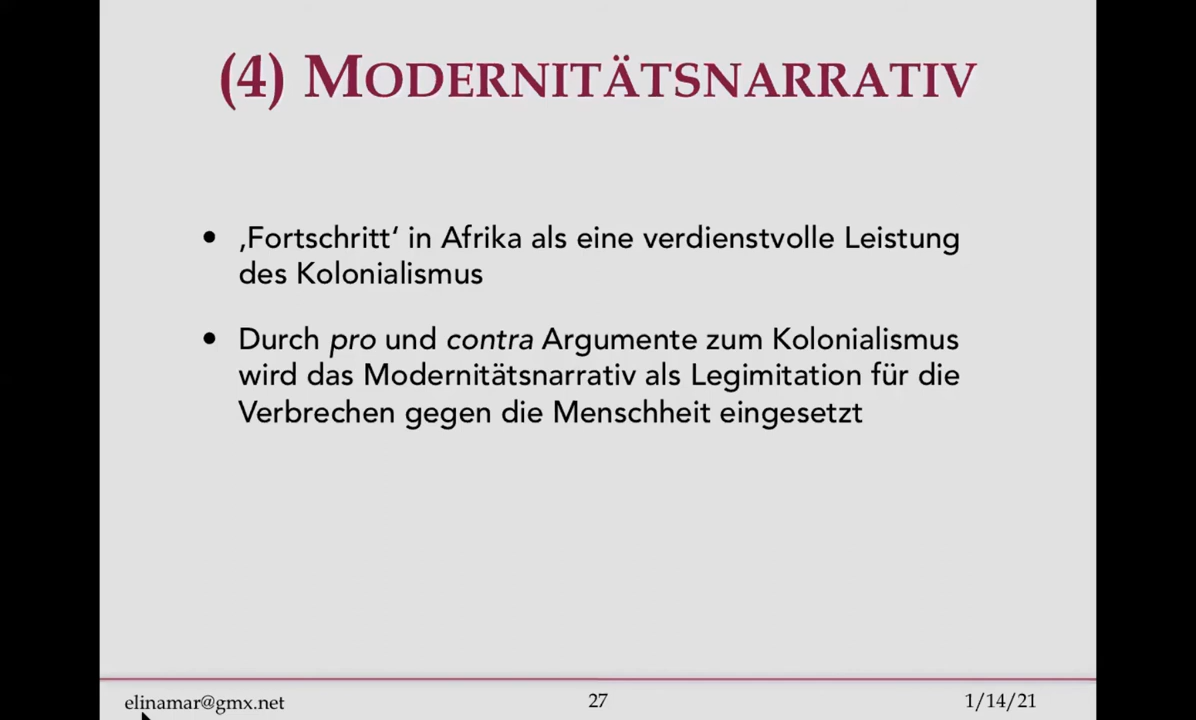 (4) MODERNITÄTSNARRATIV
• ‚Fortschritt‘ in Afrika als eine verdienstvolle Leistung
des Kolonialismus
• Durch pro und contra Argumente zum Kolonialismus
wird das Modernitätsnarrativ als Legimitation für die
Verbrechen gegen die Menschheit eingesetzt
elinamar@gmx.net 27 1/14/21